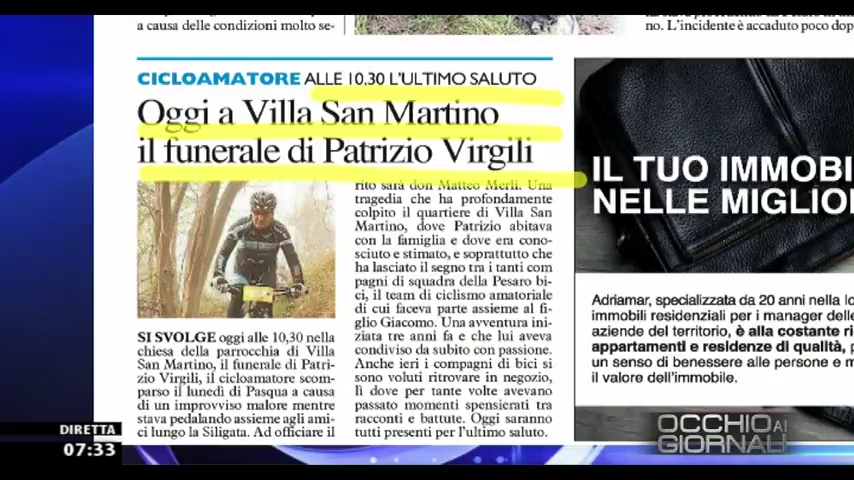 a causa delle condizioni molto se-
no. L'incidente è accaduto poco dop
CICLOAMATORE ALLE 10,30 L'ULTIMO SALUTO
Oggi a Villa San Martino
il funerale di Patrizio Virgili
SI SVOLGE oggi alle 10,30 nella
chiesa della parrocchia di Villa
San Martino, il funerale di Patri-
zio Virgili, il cicloamatore scom-
parso il lunedì di Pasqua a causa
di un improvviso malore mentre
stava pedalando assieme agli ami-
ci lungo la Siligata. Ad officiare il
rito sarà don Matteo Merli. Una
tragedia che ha profondamente
colpito il quartiere di Villa San
Martino, dove Patrizio abitava
con la famiglia e dove era cono-
sciuto e stimato, e soprattutto che
ha lasciato il segno tra i tanti com
pagni di squadra della Pesaro bi-
ci, il team di ciclismo amatoriale
di cui faceva parte assieme al fi-
glio Giacomo. Una avventura ini-
ziata tre anni fa e che lui aveva
condiviso da subito con passione.
Anche ieri i compagni di bici si
sono voluti ritrovare in negozio,
lì dove per tante volte avevano
passato momenti spensierati tra
racconti e battute. Oggi saranno
tutti presenti per l'ultimo saluto.
IL TUO IMMOBI
NELLE MIGLIOR
Adriamar, specializzata da 20 anni nella lo
immobili residenziali per i manager delle
aziende del territorio, è alla costante ri
appartamenti e residenze di qualità, p
un senso di benessere alle persone e m
il valore dell'immobile.
OCCHIO AI
GIORNALI
DIRETTA
07:33